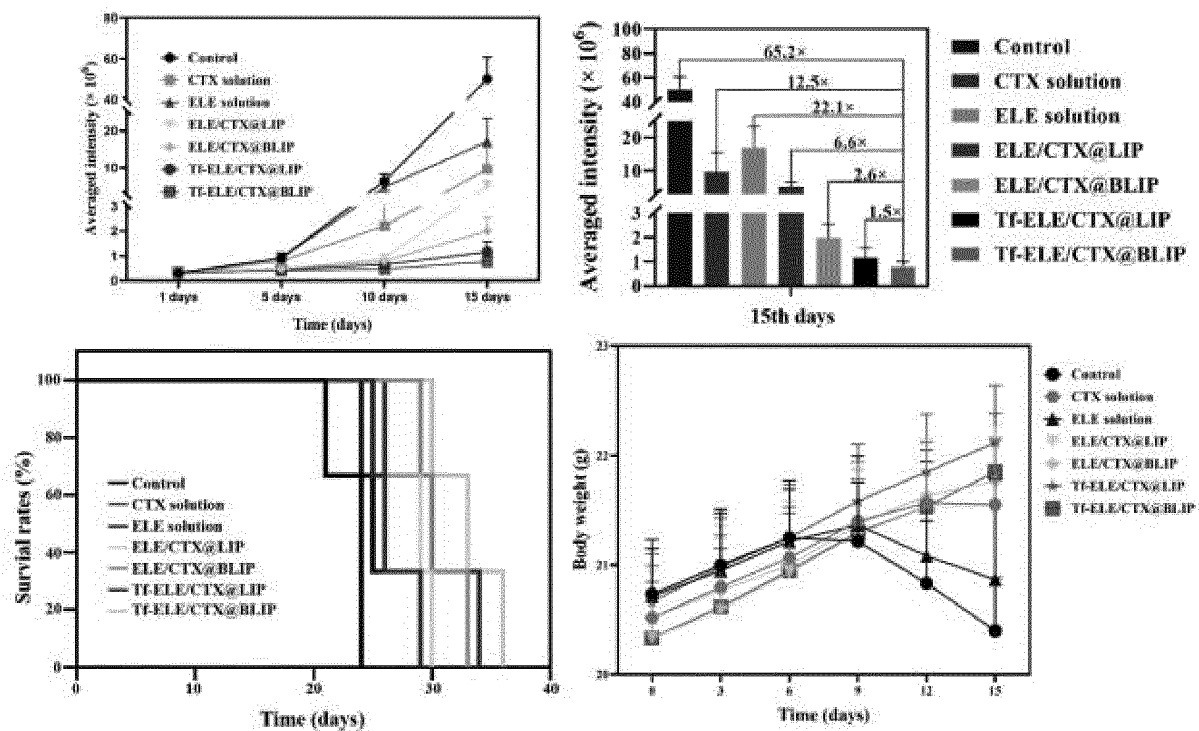 80
60
40
20
10
3
2
1
0
Averaged intensity (× 10⁶)
Control
CTX solution
ELE solution
ELE/CTX@LIP
ELE/CTX@BLIP
Tf-ELE/CTX@LIP
Tf-ELE/CTX@BLIP
1 days 5 days 10 days 15 days
Time (days)
100
80
60
40
20
10
3
2
1
0
Averaged intensity (× 10⁶)
65.2×
12.5×
22.1×
6.6×
2.6×
1.5×
15th days
Control
CTX solution
ELE solution
ELE/CTX@LIP
ELE/CTX@BLIP
Tf-ELE/CTX@LIP
Tf-ELE/CTX@BLIP
100
80
60
40
20
0
Survial rates (%)
Control
CTX solution
ELE solution
ELE/CTX@LIP
ELE/CTX@BLIP
Tf-ELE/CTX@LIP
Tf-ELE/CTX@BLIP
0 10 20 30 40
Time (days)
23
22
21
20
Body weight (g)
0 3 6 9 12 15
Time (days)
Control
CTX solution
ELE solution
ELE/CTX@LIP
ELE/CTX@BLIP
Tf-ELE/CTX@LIP
Tf-ELE/CTX@BLIP